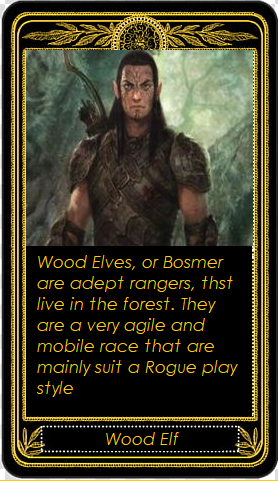 Wood Elves, or Bosmer
are adept rangers, thst
live in the forest. They
are a very agile and
mobile race that are
mainly suit a Rogue play
style
Wood Elf